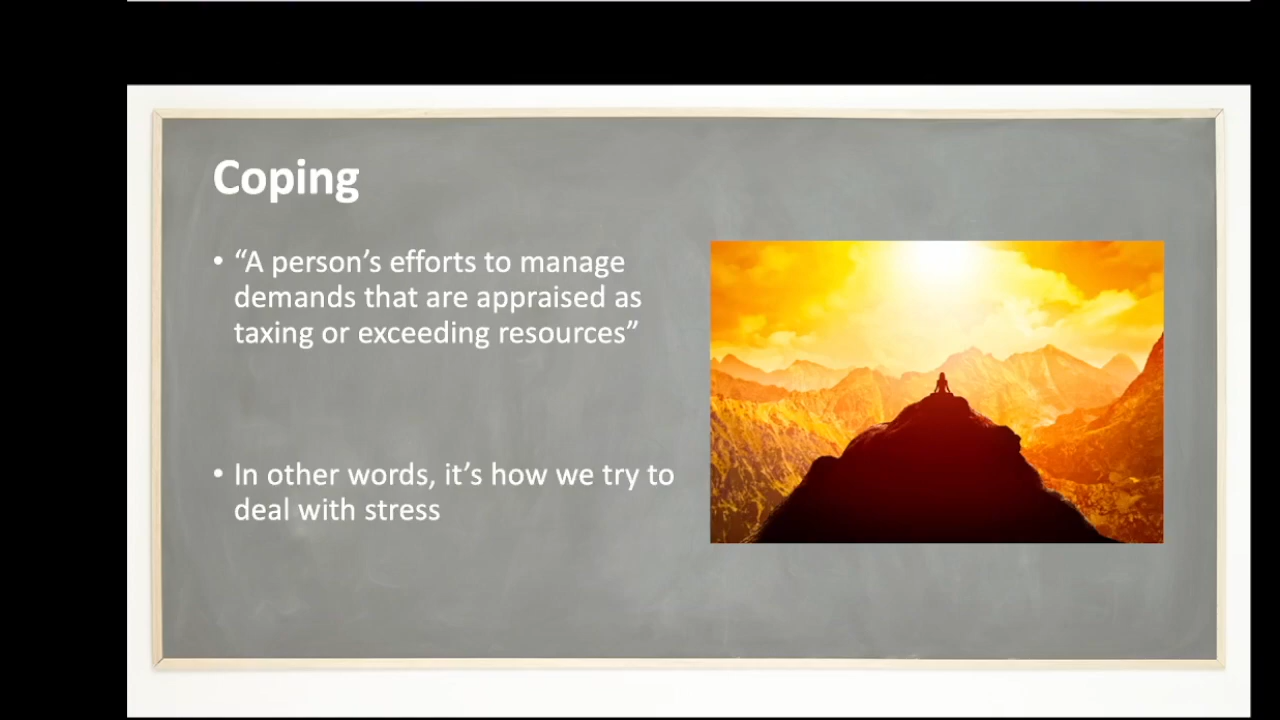 Coping
• “A person’s efforts to manage
demands that are appraised as
taxing or exceeding resources”
• In other words, it’s how we try to
deal with stress